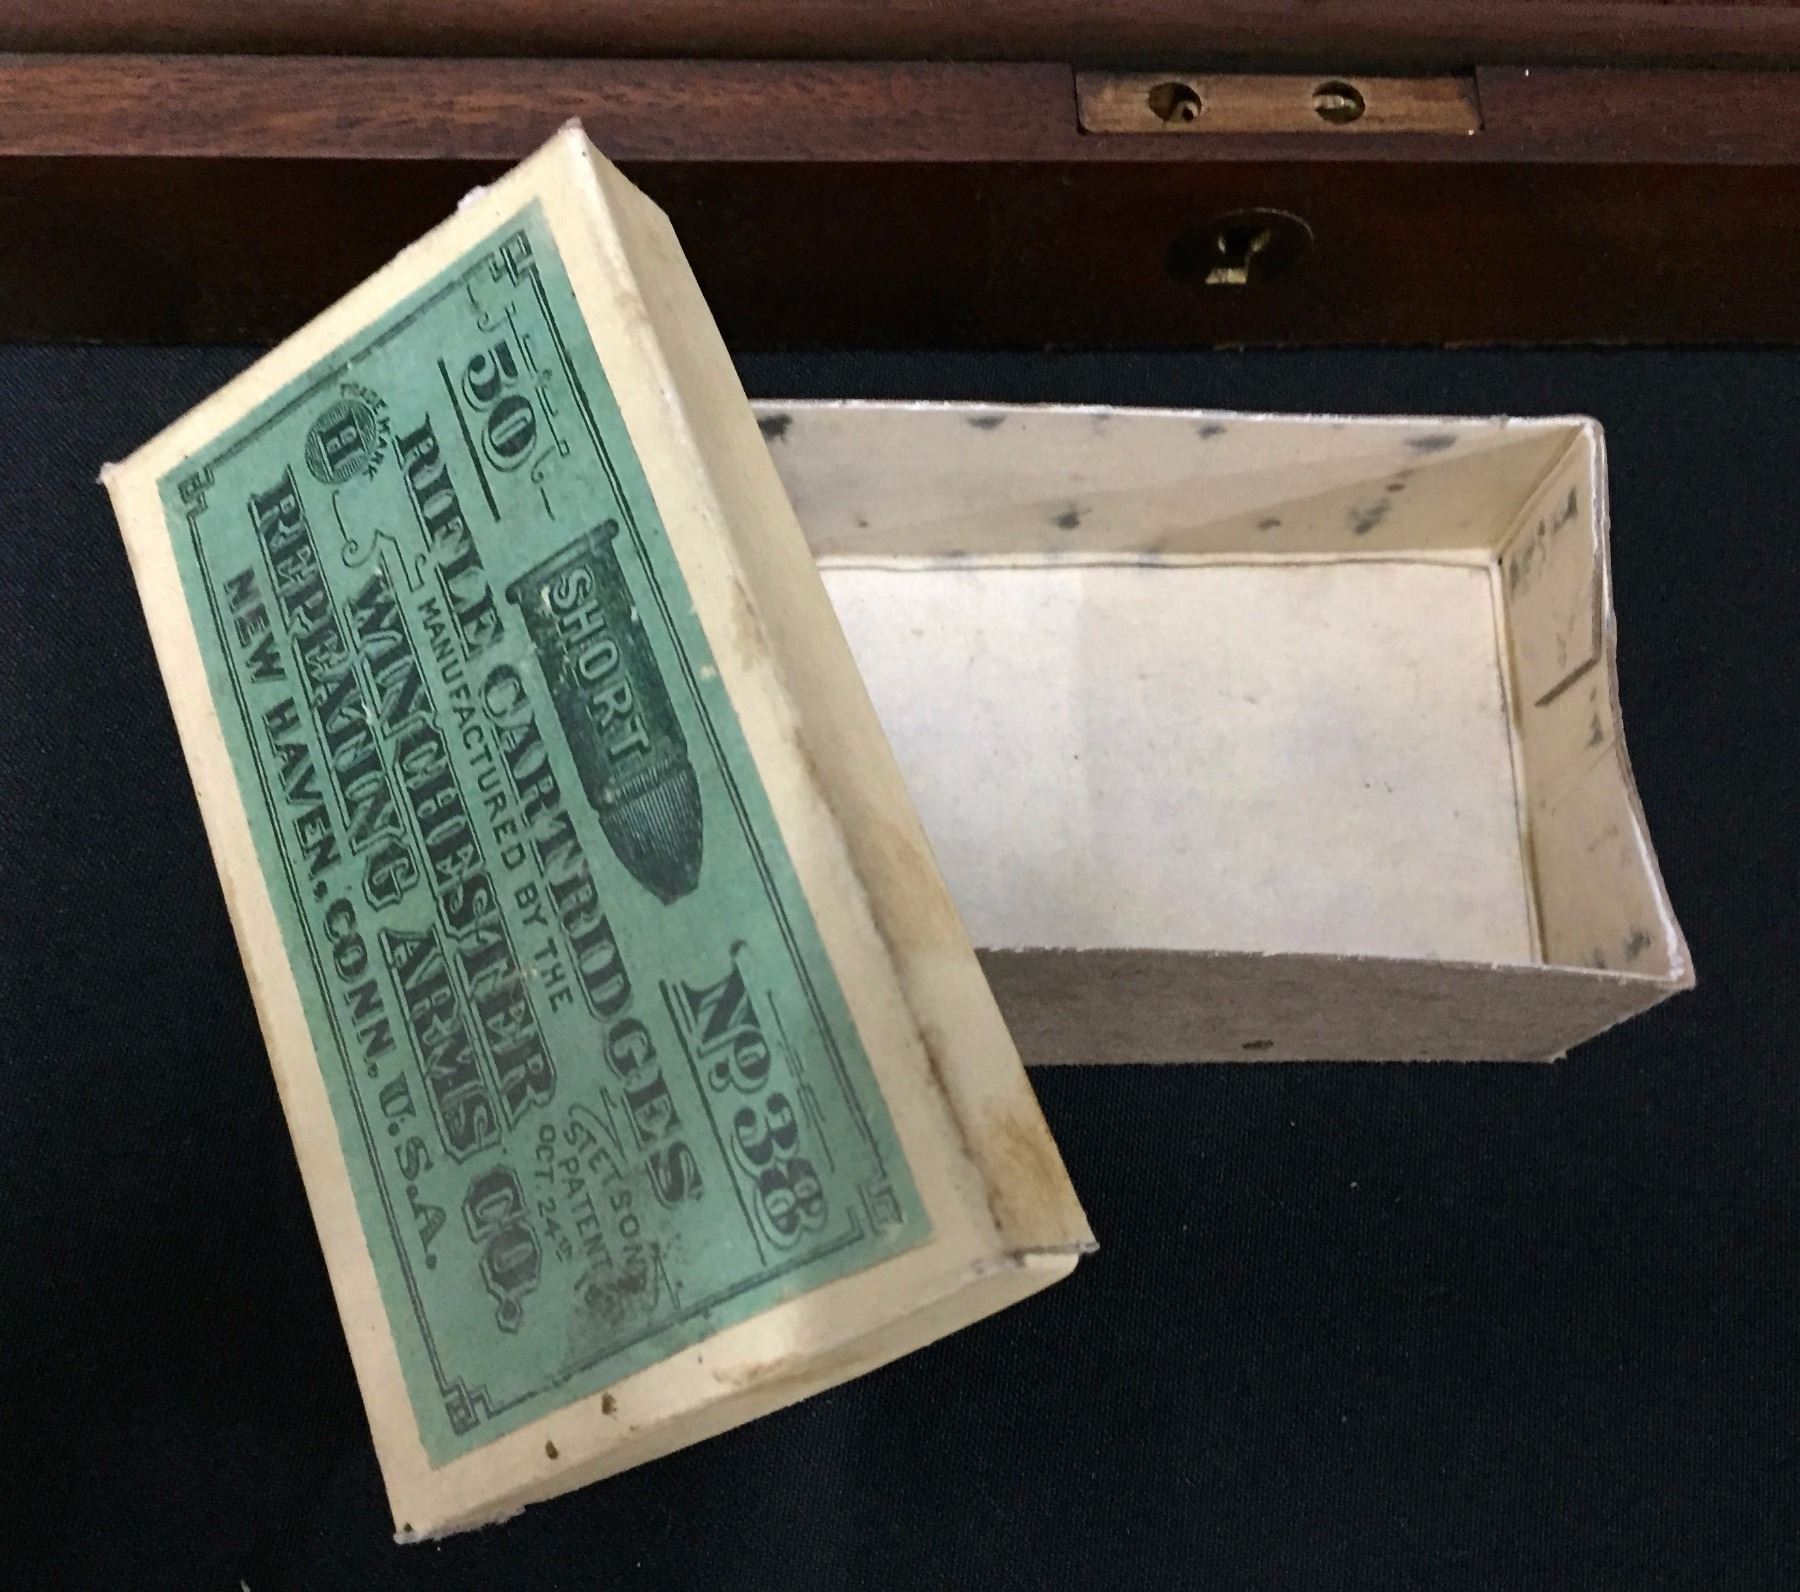 50
No. 38
SHORT
RIFLE CARTRIDGES
MANUFACTURED BY THE
TRADE MARK
H
WINCHESTER
STETSON'S
PATENT
OCT. 24TH
REPEATING ARMS CO.
NEW HAVEN, CONN. U.S.A.